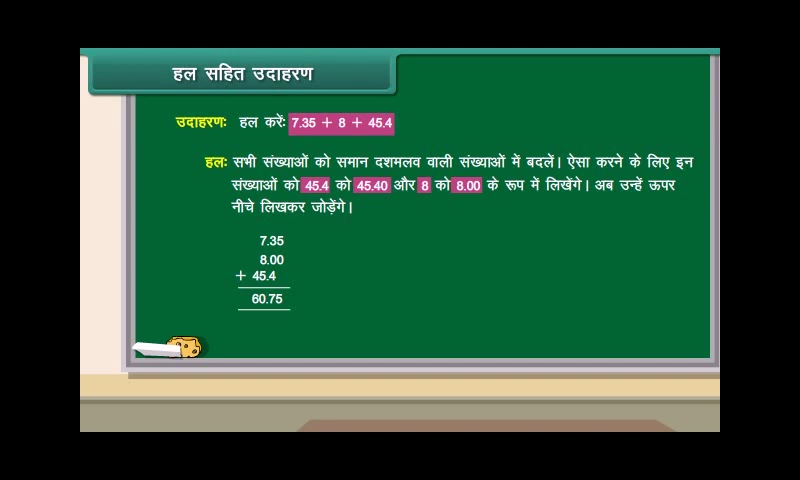 हल सहित उदाहरण
उदाहरणः हल करेंः 7.35 + 8 + 45.4
हलः सभी संख्याओं को समान दशमलव वाली संख्याओं में बदलें। ऐसा करने के लिए इन
संख्याओं को 45.4 को 45.40 और 8 को 8.00 के रूप में लिखेंगे। अब उन्हें ऊपर
नीचे लिखकर जोड़ेंगे।
7.35
8.00
+ 45.4
60.75